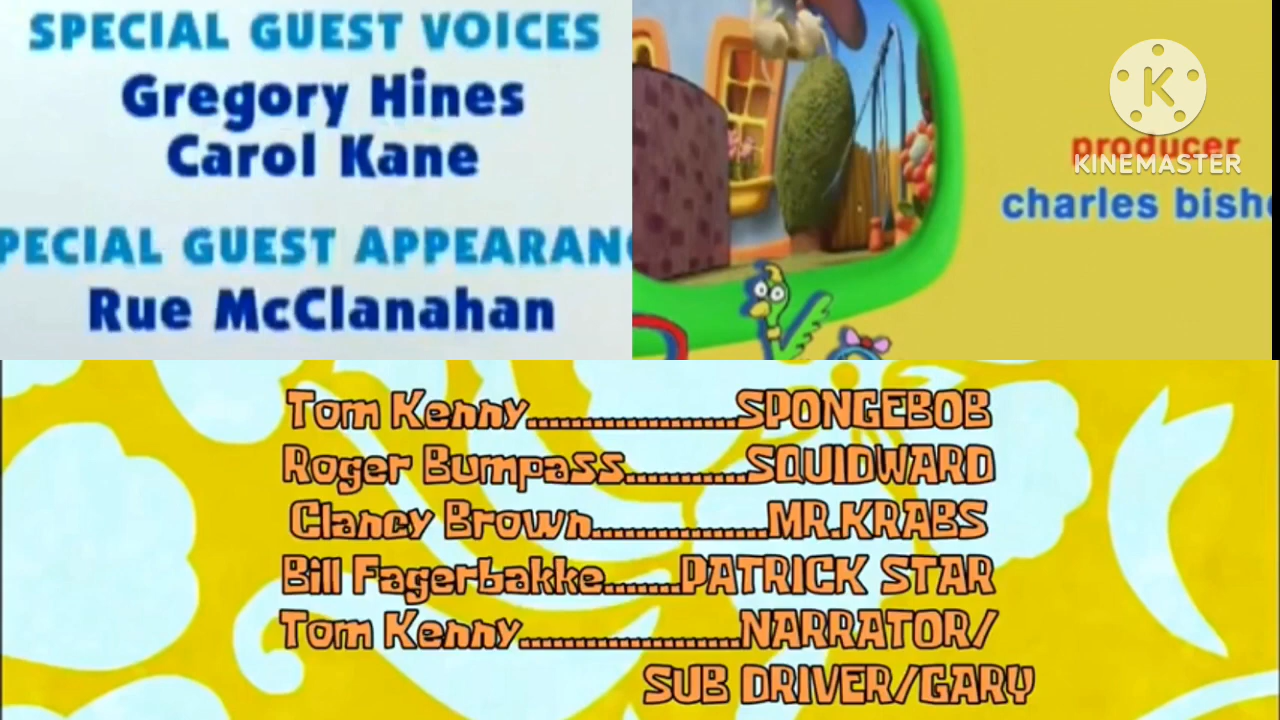 SPECIAL GUEST VOICES
Gregory Hines
Carol Kane
PECIAL GUEST APPEARAN
Rue McClanahan
K
producer
KINEMASTER
charles bish
Tom Kenny....................SPONGEBOB
Roger Bumpass............SQUIDWARD
Clancy Brown.................MR.KRABS
Bill Fagerbakke.......PATRICK STAR
Tom Kenny.....................NARRATOR/
SUB DRIVER/GARY